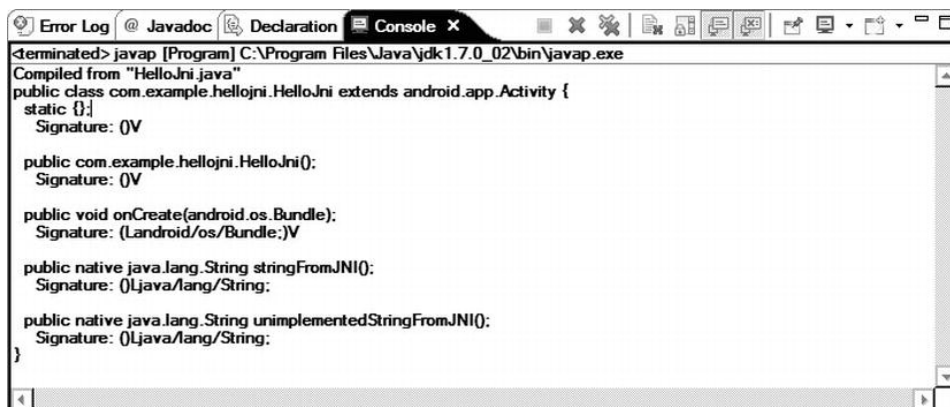 Error Log @ Javadoc Declaration Console X
<terminated> javap [Program] C:\Program Files\Java\jdk1.7.0_02\bin\javap.exe
Compiled from "HelloJni.java"
public class com.example.hellojni.HelloJni extends android.app.Activity {
static {};
Signature: ()V
public com.example.hellojni.HelloJni();
Signature: ()V
public void onCreate(android.os.Bundle);
Signature: (Landroid/os/Bundle;)V
public native java.lang.String stringFromJNI();
Signature: ()Ljava/lang/String;
public native java.lang.String unimplementedStringFromJNI();
Signature: ()Ljava/lang/String;
}